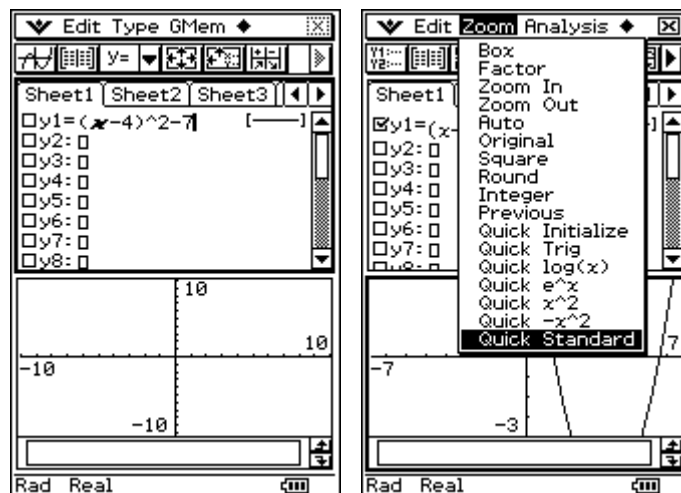 Edit Type GMem ◆
y=
Sheet1 Sheet2 Sheet3
y1=(x-4)^2-7 [—]
y2:
y3:
y4:
y5:
y6:
y7:
y8:
10
10
-10
-10
Rad Real
Edit Zoom Analysis ◆
Y1:...
Y2:...
Sheet1
y1=(x-
y2:
y3:
y4:
y5:
y6:
y7:
y8:
Box
Factor
Zoom In
Zoom Out
Auto
Original
Square
Round
Integer
Previous
Quick Initialize
Quick Trig
Quick log(x)
Quick e^x
Quick x^2
Quick -x^2
Quick Standard
7
-7
-3
Rad Real